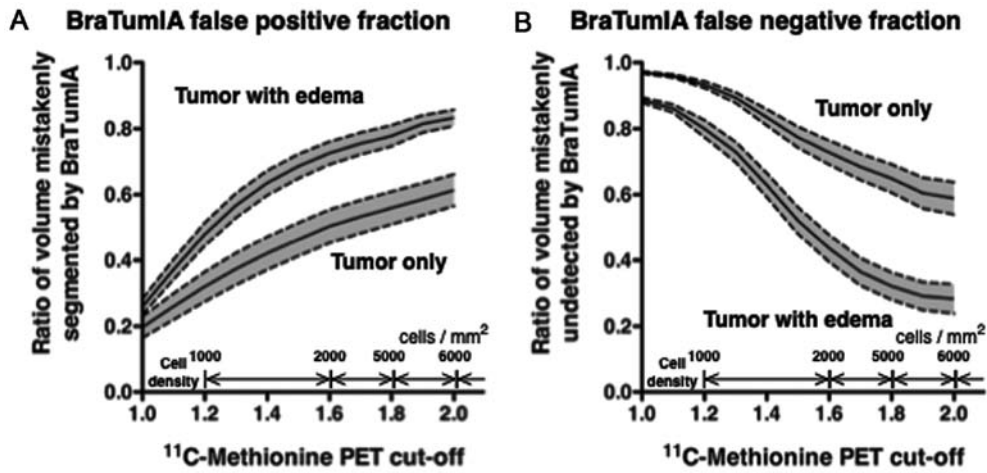 A BraTumIA false positive fraction
Ratio of volume mistakenly
segmented by BraTumIA
1.0
0.8
0.6
0.4
0.2
0.0
Tumor with edema
Tumor only
cells / mm²
Cell
density
1000 2000 5000 6000
1.0 1.2 1.4 1.6 1.8 2.0
¹¹C-Methionine PET cut-off
B BraTumIA false negative fraction
Ratio of volume mistakenly
undetected by BraTumIA
1.0
0.8
0.6
0.4
0.2
0.0
Tumor only
Tumor with edema
cells / mm²
Cell
density
1000 2000 5000 6000
1.0 1.2 1.4 1.6 1.8 2.0
¹¹C-Methionine PET cut-off